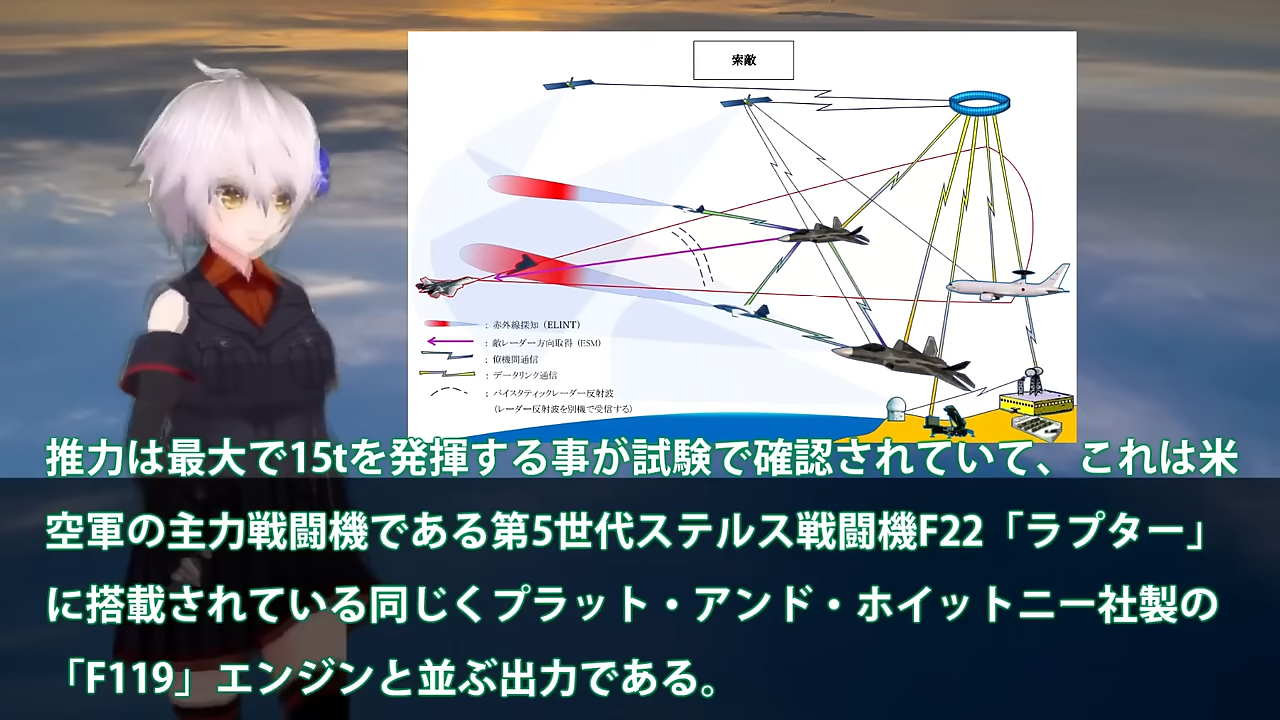 索敵
：赤外線探知（ELINT）
：敵レーダー方向取得（ESM）
：僚機間通信
：データリンク通信
：バイスタティックレーダー反射波
（レーダー反射波を別機で受信する）
推力は最大で15tを発揮する事が試験で確認されていて、これは米
空軍の主力戦闘機である第5世代ステルス戦闘機F22「ラプター」
に搭載されている同じくプラット・アンド・ホイットニー社製の
「F119」エンジンと並ぶ出力である。